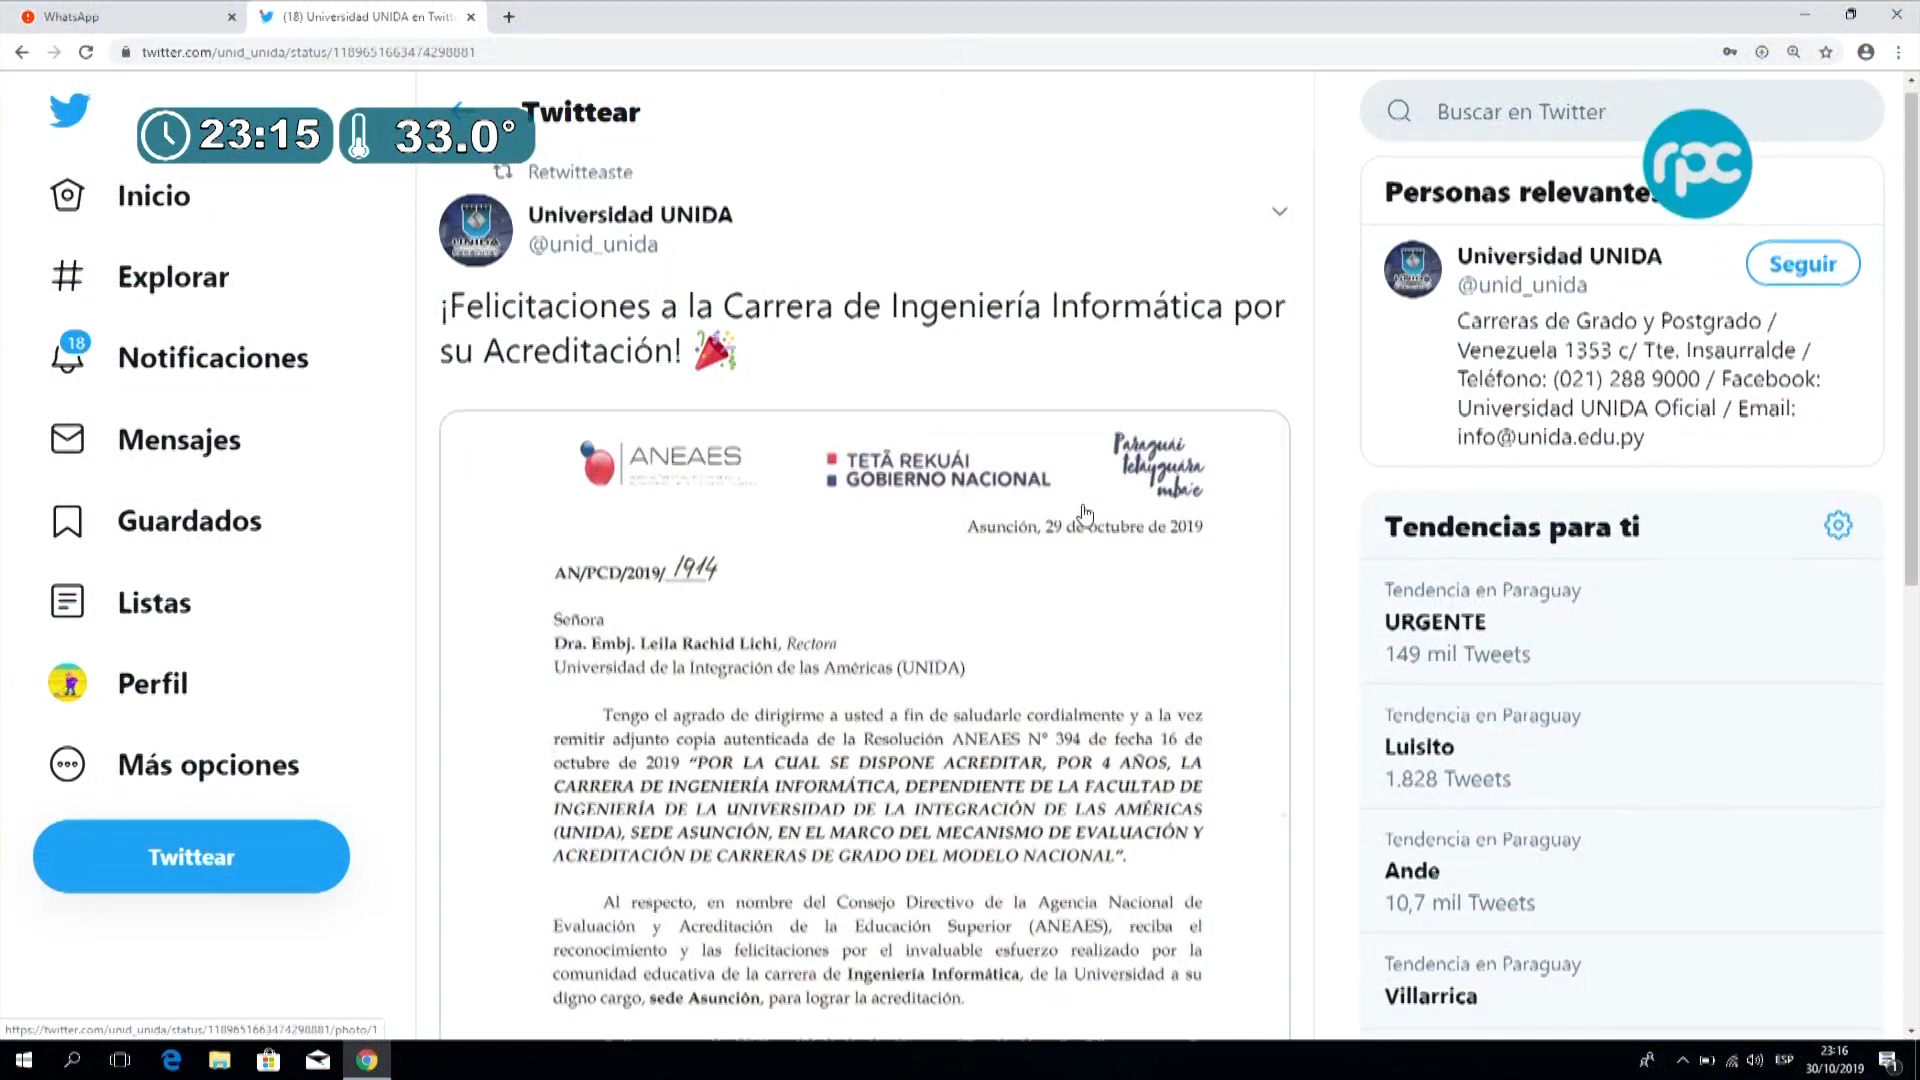 WhatsApp
(18) Universidad UNIDA en Twitt
twitter.com/unid_unida/status/1189651663474298881
23:15
33.0°
Twittear
Retwitteaste
Inicio
Explorar
18
Notificaciones
Mensajes
Guardados
Listas
Perfil
Más opciones
Twittear
Universidad UNIDA
@unid_unida
¡Felicitaciones a la Carrera de Ingeniería Informática por
su Acreditación!
ANEAES
TETÃ REKUÁI
GOBIERNO NACIONAL
Paraguái
tetãyguára
mba'e
Asunción, 29 de octubre de 2019
AN/PCD/2019/ 1914
Señora
Dra. Embj. Leila Rachid Lichi, Rectora
Universidad de la Integración de las Américas (UNIDA)
Tengo el agrado de dirigirme a usted a fin de saludarle cordialmente y a la vez
remitir adjunto copia autenticada de la Resolución ANEAES N° 394 de fecha 16 de
octubre de 2019 “POR LA CUAL SE DISPONE ACREDITAR, POR 4 AÑOS, LA
CARRERA DE INGENIERÍA INFORMÁTICA, DEPENDIENTE DE LA FACULTAD DE
INGENIERÍA DE LA UNIVERSIDAD DE LA INTEGRACIÓN DE LAS AMÉRICAS
(UNIDA), SEDE ASUNCIÓN, EN EL MARCO DEL MECANISMO DE EVALUACIÓN Y
ACREDITACIÓN DE CARRERAS DE GRADO DEL MODELO NACIONAL”.
Al respecto, en nombre del Consejo Directivo de la Agencia Nacional de
Evaluación y Acreditación de la Educación Superior (ANEAES), reciba el
reconocimiento y las felicitaciones por el invaluable esfuerzo realizado por la
comunidad educativa de la carrera de Ingeniería Informática, de la Universidad a su
digno cargo, sede Asunción, para lograr la acreditación.
Buscar en Twitter
rpc
Personas relevantes
Universidad UNIDA
@unid_unida
Seguir
Carreras de Grado y Postgrado /
Venezuela 1353 c/ Tte. Insaurralde /
Teléfono: (021) 288 9000 / Facebook:
Universidad UNIDA Oficial / Email:
info@unida.edu.py
Tendencias para ti
Tendencia en Paraguay
URGENTE
149 mil Tweets
Tendencia en Paraguay
Luisito
1.828 Tweets
Tendencia en Paraguay
Ande
10,7 mil Tweets
Tendencia en Paraguay
Villarrica
https://twitter.com/unid_unida/status/1189651663474298881/photo/1
ESP
23:16
30/10/2019
1